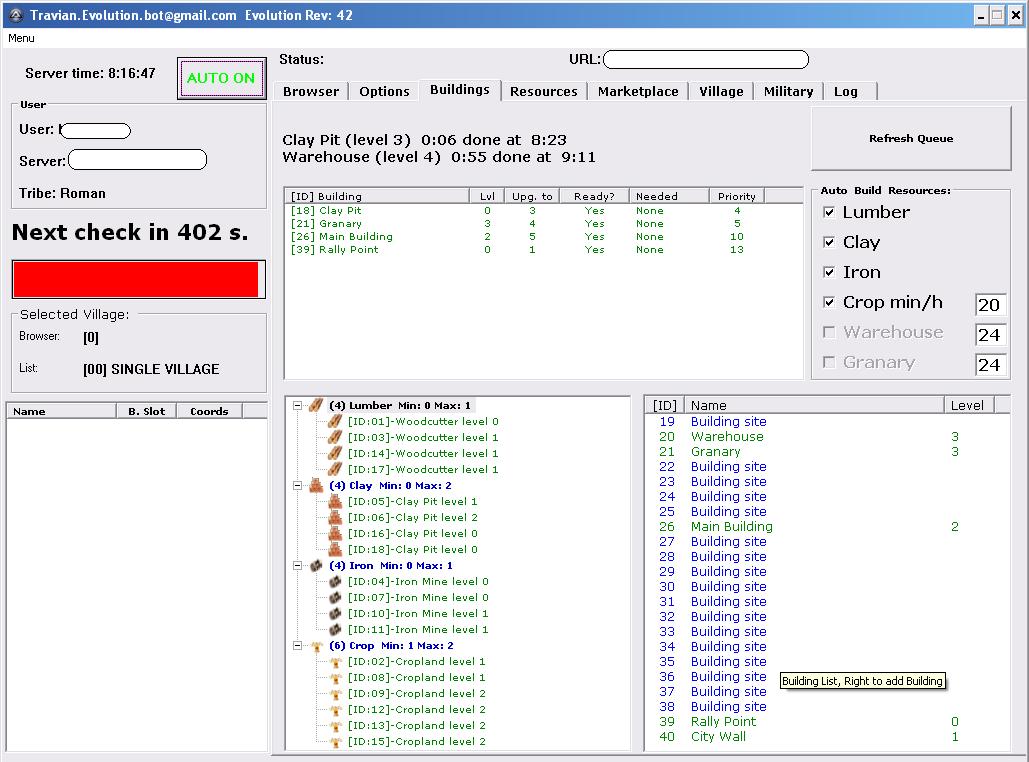 Travian.Evolution.bot@gmail.com Evolution Rev: 42
Menu
Server time: 8:16:47
AUTO ON
Status:
URL:
Browser Options Buildings Resources Marketplace Village Military Log
User
User:
Server:
Tribe: Roman
Next check in 402 s.
Selected Village:
Browser: [0]
List: [00] SINGLE VILLAGE
Name B. Slot Coords
Clay Pit (level 3) 0:06 done at 8:23
Warehouse (level 4) 0:55 done at 9:11
Refresh Queue
[ID] Building Lvl Upg. to Ready? Needed Priority
[18] Clay Pit 0 3 Yes None 4
[21] Granary 3 4 Yes None 5
[26] Main Building 2 5 Yes None 10
[39] Rally Point 0 1 Yes None 13
Auto Build Resources:
Lumber
Clay
Iron
Crop min/h 20
Warehouse 24
Granary 24
(4) Lumber Min: 0 Max: 1
[ID:01]-Woodcutter level 0
[ID:03]-Woodcutter level 1
[ID:14]-Woodcutter level 1
[ID:17]-Woodcutter level 1
(4) Clay Min: 0 Max: 2
[ID:05]-Clay Pit level 1
[ID:06]-Clay Pit level 2
[ID:16]-Clay Pit level 0
[ID:18]-Clay Pit level 0
(4) Iron Min: 0 Max: 1
[ID:04]-Iron Mine level 0
[ID:07]-Iron Mine level 0
[ID:10]-Iron Mine level 1
[ID:11]-Iron Mine level 1
(6) Crop Min: 1 Max: 2
[ID:02]-Cropland level 1
[ID:08]-Cropland level 1
[ID:09]-Cropland level 2
[ID:12]-Cropland level 2
[ID:13]-Cropland level 2
[ID:15]-Cropland level 2
[ID] Name Level
19 Building site
20 Warehouse 3
21 Granary 3
22 Building site
23 Building site
24 Building site
25 Building site
26 Main Building 2
27 Building site
28 Building site
29 Building site
30 Building site
31 Building site
32 Building site
33 Building site
34 Building site
35 Building site
36 Building site
37 Building site
38 Building site
39 Rally Point 0
40 City Wall 1
Building List, Right to add Building